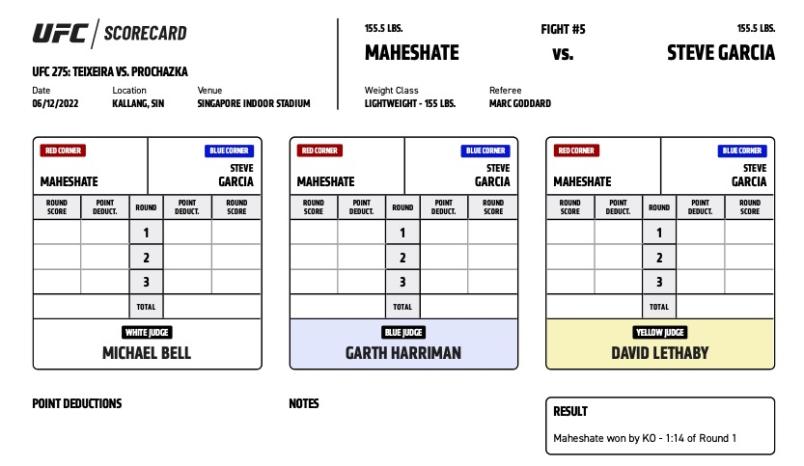 UFC / SCORECARD
UFC 275: TEIXEIRA VS. PROCHAZKA
Date Location Venue
06/12/2022 KALLANG, SIN SINGAPORE INDOOR STADIUM
155.5 LBS. FIGHT #5 155.5 LBS.
MAHESHATE VS. STEVE GARCIA
Weight Class Referee
LIGHTWEIGHT - 155 LBS. MARC GODDARD
RED CORNER BLUE CORNER
MAHESHATE STEVE GARCIA
ROUND SCORE POINT DEDUCT. ROUND POINT DEDUCT. ROUND SCORE
1
2
3
TOTAL
WHITE JUDGE
MICHAEL BELL
RED CORNER BLUE CORNER
MAHESHATE STEVE GARCIA
ROUND SCORE POINT DEDUCT. ROUND POINT DEDUCT. ROUND SCORE
1
2
3
TOTAL
BLUE JUDGE
GARTH HARRIMAN
RED CORNER BLUE CORNER
MAHESHATE STEVE GARCIA
ROUND SCORE POINT DEDUCT. ROUND POINT DEDUCT. ROUND SCORE
1
2
3
TOTAL
YELLOW JUDGE
DAVID LETHABY
POINT DEDUCTIONS
NOTES
RESULT
Maheshate won by KO - 1:14 of Round 1